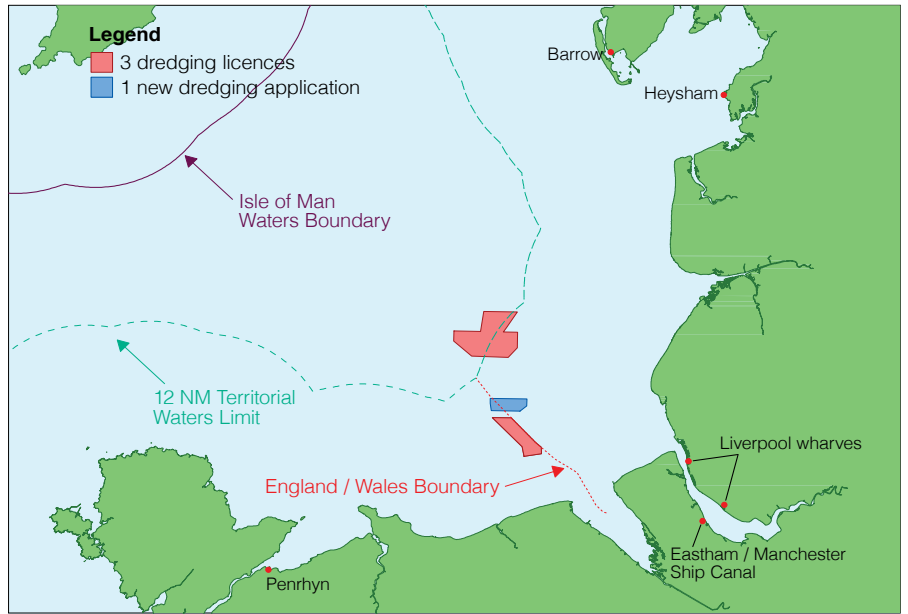 Legend
3 dredging licences
1 new dredging application
Barrow
Heysham
Isle of Man
Waters Boundary
12 NM Territorial
Waters Limit
Liverpool wharves
England / Wales Boundary
Eastham / Manchester
Ship Canal
Penrhyn